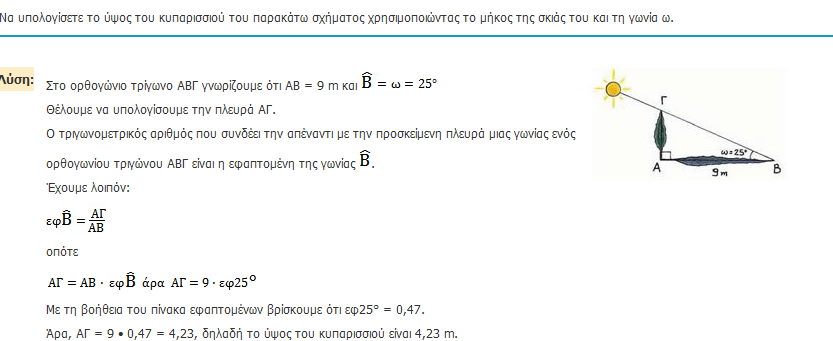 Να υπολογίσετε το ύψος του κυπαρισσιού του παρακάτω σχήματος χρησιμοποιώντας το μήκος της σκιάς του και τη γωνία ω.
Λύση:
Στο ορθογώνιο τρίγωνο ΑΒΓ γνωρίζουμε ότι ΑΒ = 9 m και B̂ = ω = 25°
Θέλουμε να υπολογίσουμε την πλευρά ΑΓ.
Ο τριγωνομετρικός αριθμός που συνδέει την απέναντι με την προσκείμενη πλευρά μιας γωνίας ενός
ορθογωνίου τριγώνου ΑΒΓ είναι η εφαπτομένη της γωνίας B̂.
Έχουμε λοιπόν:
εφB̂ = ΑΓ/ΑΒ
οπότε
ΑΓ = ΑΒ · εφB̂ άρα ΑΓ = 9 · εφ25°
Με τη βοήθεια του πίνακα εφαπτομένων βρίσκουμε ότι εφ25° = 0,47.
Άρα, ΑΓ = 9 • 0,47 = 4,23, δηλαδή το ύψος του κυπαρισσιού είναι 4,23 m.
Γ
ω=25°
Α
9m
Β